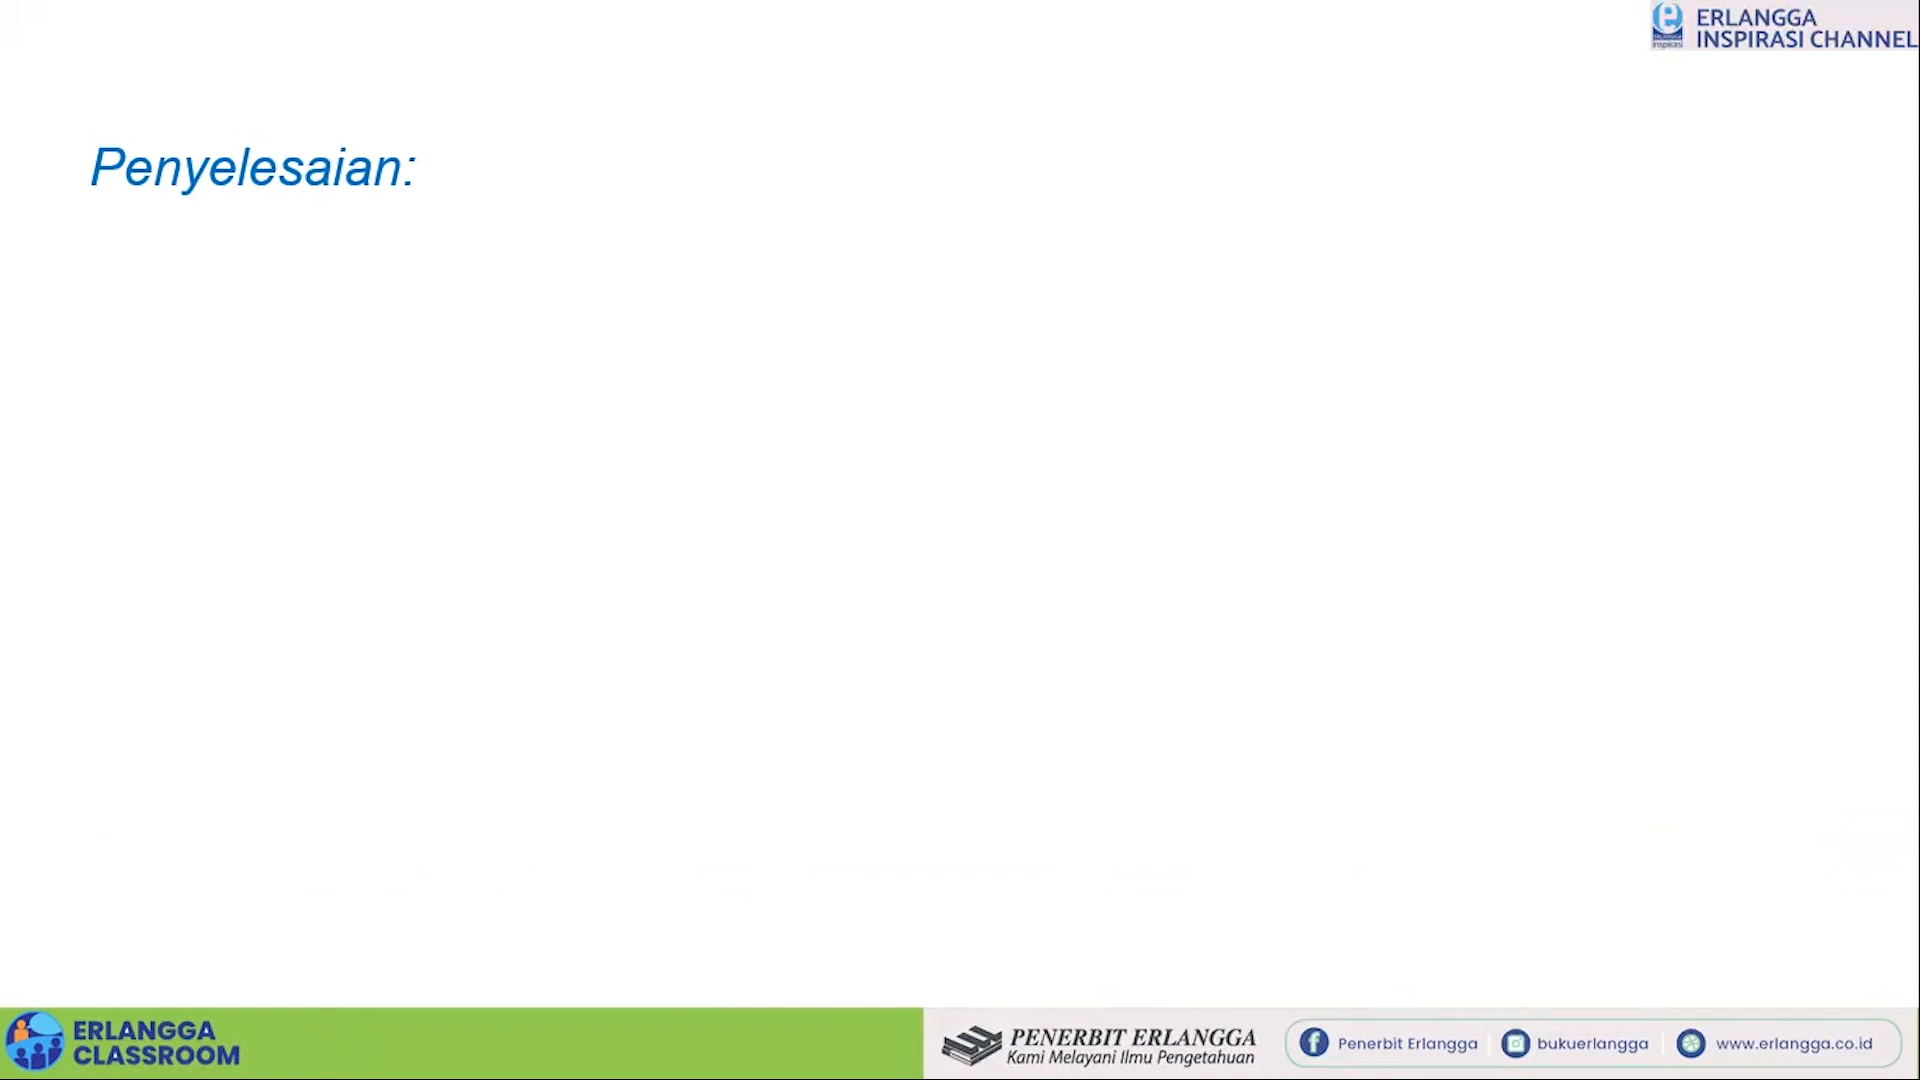 ERLANGGA
INSPIRASI CHANNEL
Penyelesaian:
ERLANGGA
CLASSROOM
PENERBIT ERLANGGA
Kami Melayani Ilmu Pengetahuan
Penerbit Erlangga
bukuerlangga
www.erlangga.co.id